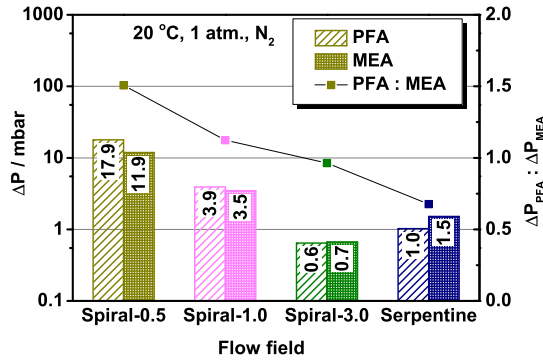 20 °C, 1 atm., N₂
PFA
MEA
PFA : MEA
1000
100
10
1
0.1
ΔP / mbar
2.0
1.5
1.0
0.5
0.0
ΔP_PFA : ΔP_MEA
17.9
11.9
3.9
3.5
0.6
0.7
1.0
1.5
Spiral-0.5 Spiral-1.0 Spiral-3.0 Serpentine
Flow field